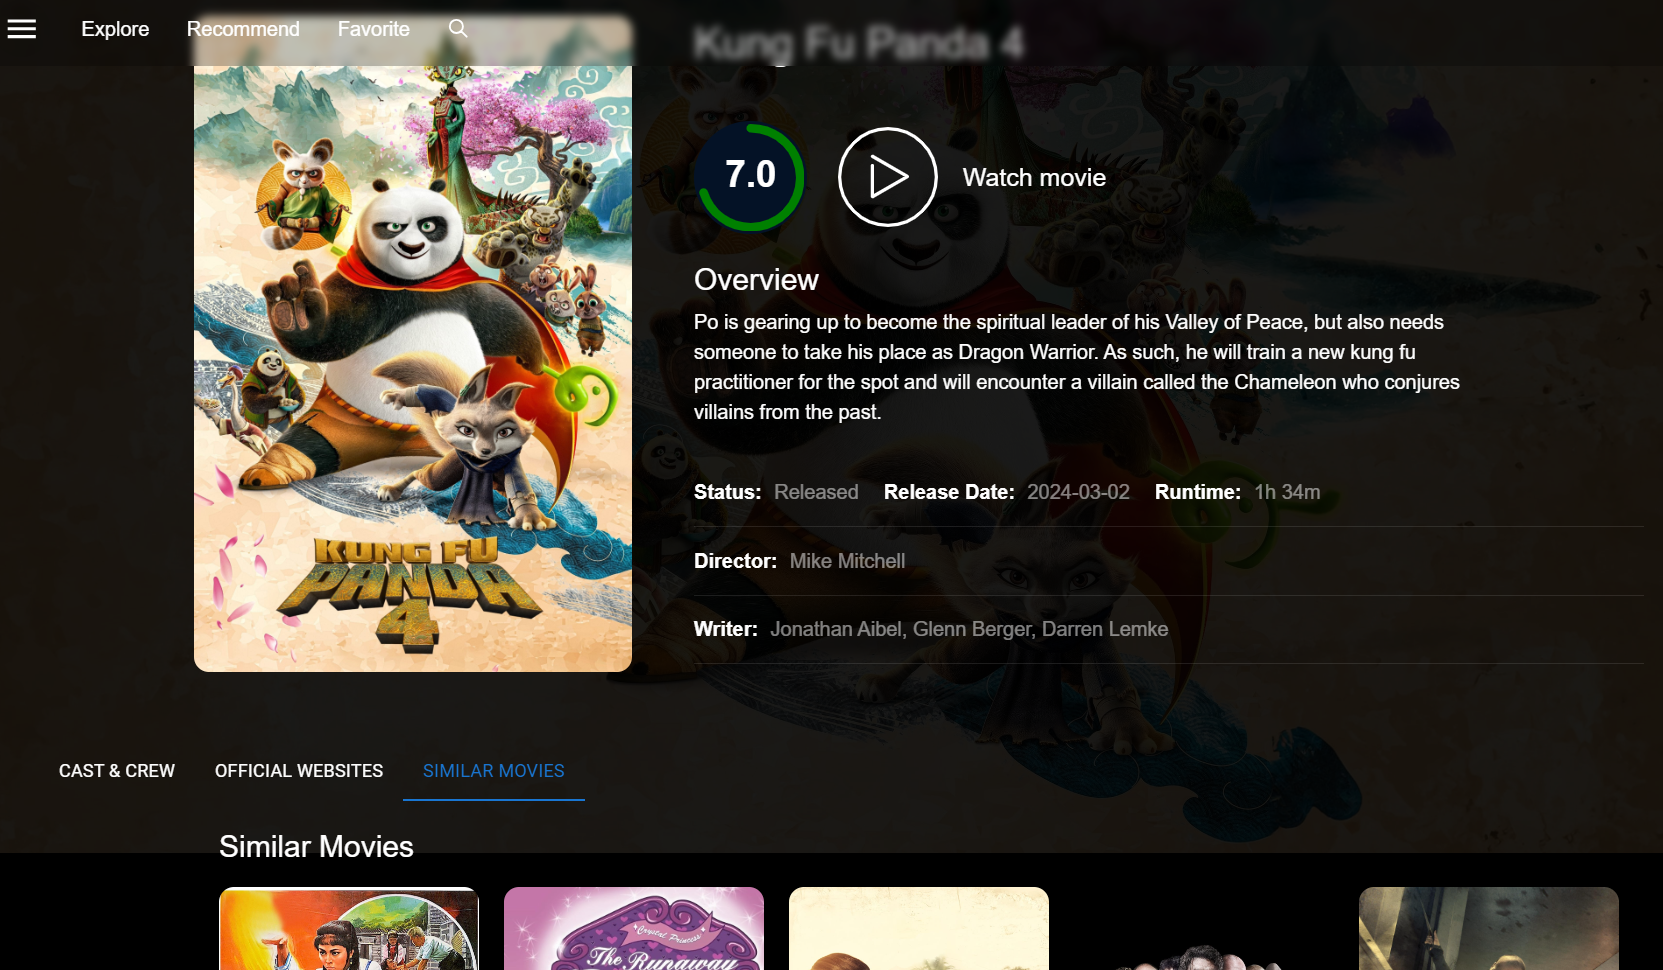 Explore Recommend Favorite
Kung Fu Panda 4
7.0
Watch movie
Overview
Po is gearing up to become the spiritual leader of his Valley of Peace, but also needs
someone to take his place as Dragon Warrior. As such, he will train a new kung fu
practitioner for the spot and will encounter a villain called the Chameleon who conjures
villains from the past.
Status: Released Release Date: 2024-03-02 Runtime: 1h 34m
Director: Mike Mitchell
Writer: Jonathan Aibel, Glenn Berger, Darren Lemke
KUNG FU
PANDA
4
CAST & CREW OFFICIAL WEBSITES SIMILAR MOVIES
Similar Movies
Crystal Princess
The Runaway